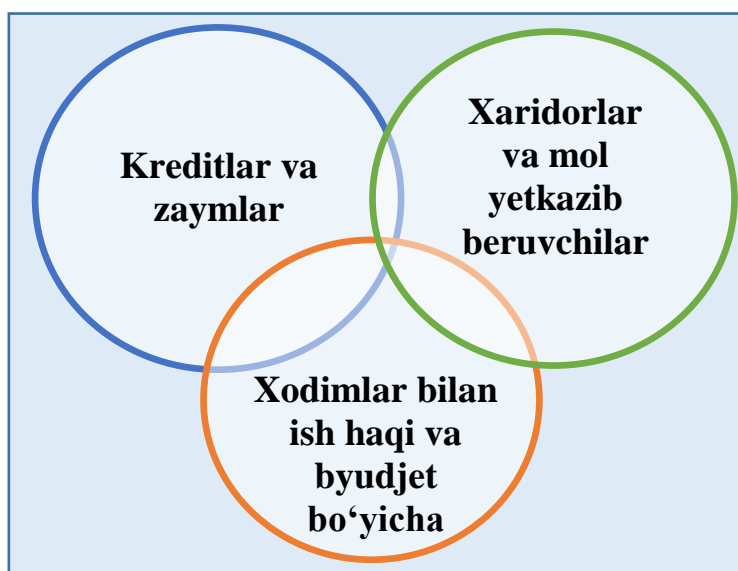 Kreditlar va
zaymlar
Xaridorlar
va mol
yetkazib
beruvchilar
Xodimlar bilan
ish haqi va
byudjet
bo‘yicha